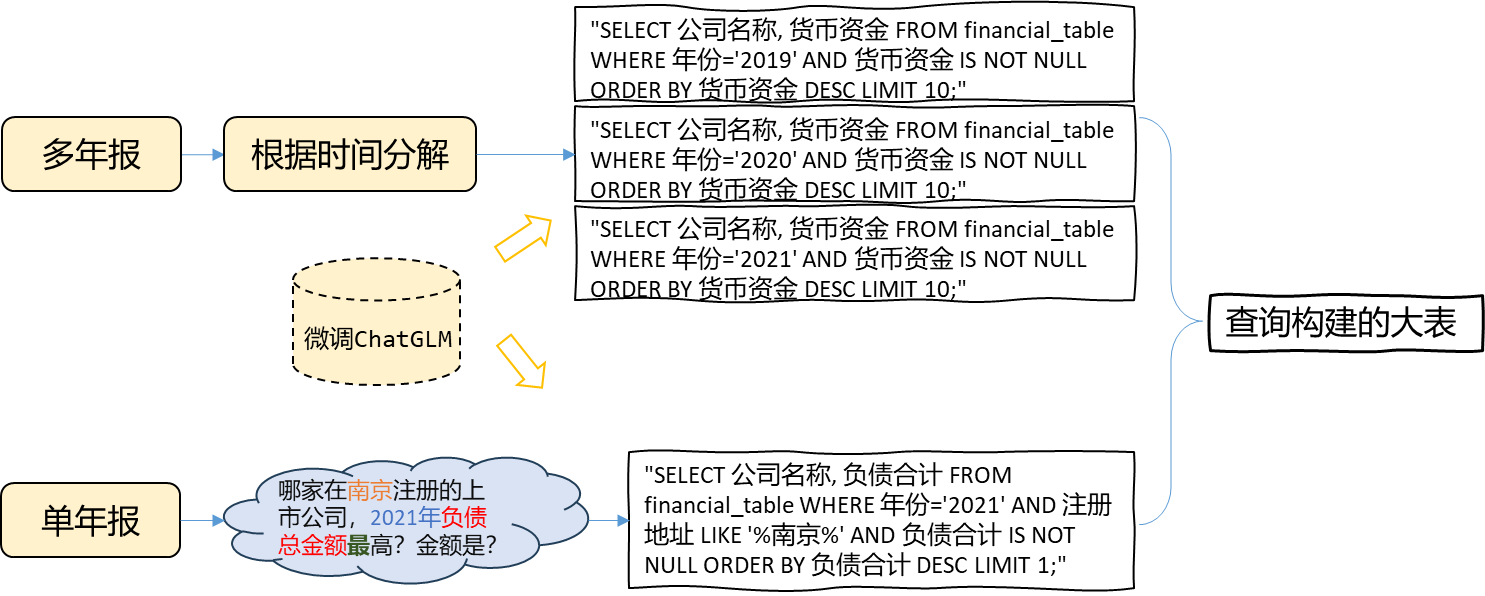 "SELECT 公司名称, 货币资金 FROM financial_table
WHERE 年份='2019' AND 货币资金 IS NOT NULL
ORDER BY 货币资金 DESC LIMIT 10;"
多年报
根据时间分解
"SELECT 公司名称, 货币资金 FROM financial_table
WHERE 年份='2020' AND 货币资金 IS NOT NULL
ORDER BY 货币资金 DESC LIMIT 10;"
"SELECT 公司名称, 货币资金 FROM financial_table
WHERE 年份='2021' AND 货币资金 IS NOT NULL
ORDER BY 货币资金 DESC LIMIT 10;"
微调ChatGLM
查询构建的大表
单年报
哪家在南京注册的上
市公司，2021年负债
总金额最高？金额是？
"SELECT 公司名称, 负债合计 FROM
financial_table WHERE 年份='2021' AND 注册
地址 LIKE '%南京%' AND 负债合计 IS NOT
NULL ORDER BY 负债合计 DESC LIMIT 1;"